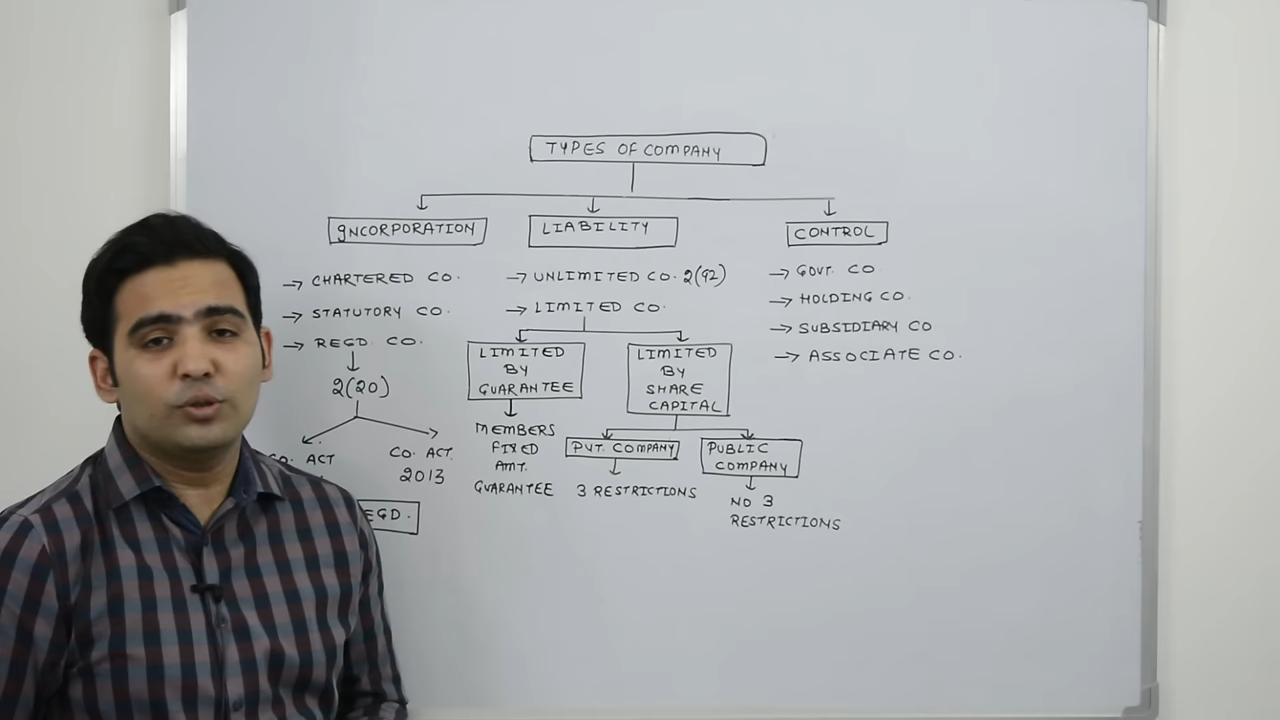 TYPES OF COMPANY
INCORPORATION
LIABILITY
CONTROL
→ CHARTERED CO.
→ STATUTORY CO.
→ REGD. CO.
2(20)
CO. ACT
CO. ACT.
2013
EGD.
→ UNLIMITED CO. 2(92)
→ LIMITED CO.
LIMITED
BY
GUARANTEE
MEMBERS
FIXED
AMT.
GUARANTEE
LIMITED
BY
SHARE
CAPITAL
PVT. COMPANY
3 RESTRICTIONS
PUBLIC
COMPANY
NO 3
RESTRICTIONS
→ GOVT. CO
→ HOLDING CO.
→ SUBSIDIARY CO
→ ASSOCIATE CO.